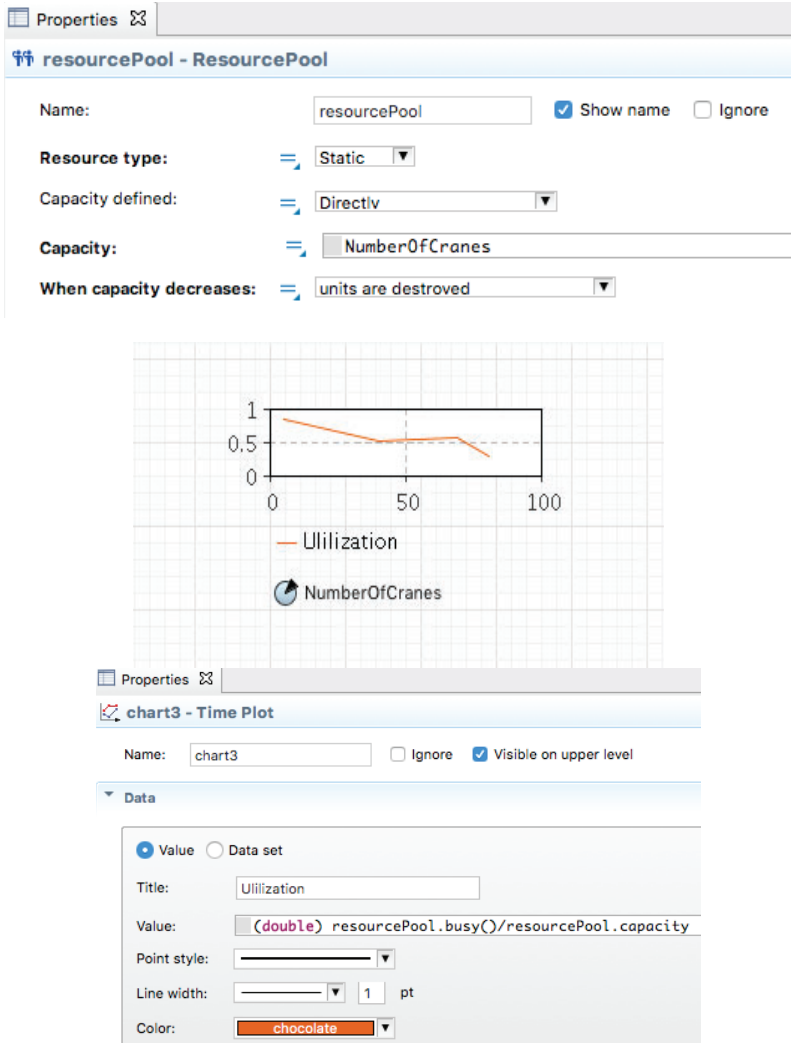 Properties
resourcePool - ResourcePool
Name: resourcePool Show name Ignore
Resource type: Static
Capacity defined: Directlv
Capacity: NumberOfCranes
When capacity decreases: units are destroved
1
0.5
0
0 50 100
Ulilization
NumberOfCranes
Properties
chart3 - Time Plot
Name: chart3 Ignore Visible on upper level
Data
Value Data set
Title: Ulilization
Value: (double) resourcePool.busy()/resourcePool.capacity
Point style:
Line width: 1 pt
Color: chocolate